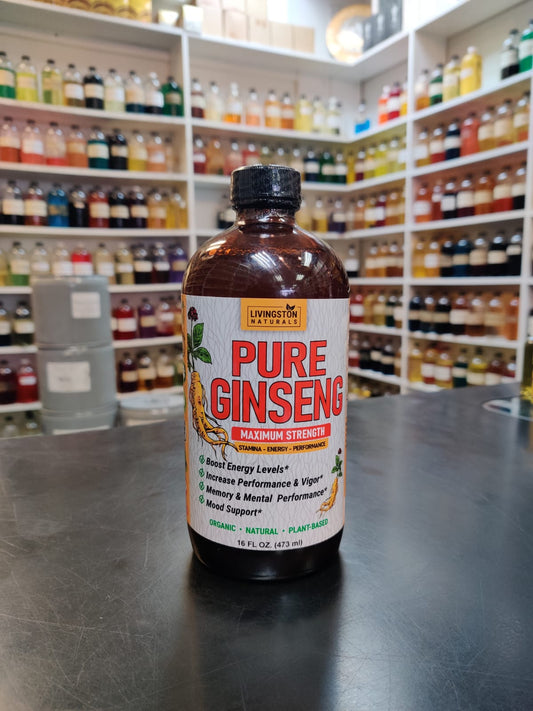 LIVINGSTON
NATURALS
PURE
GINSENG
MAXIMUM STRENGTH
STAMINA - ENERGY - PERFORMANCE
Boost Energy Levels*
Increase Performance & Vigor*
Memory & Mental Performance*
Mood Support*
ORGANIC • NATURAL • PLANT-BASED
16 FL OZ. (473 ml)